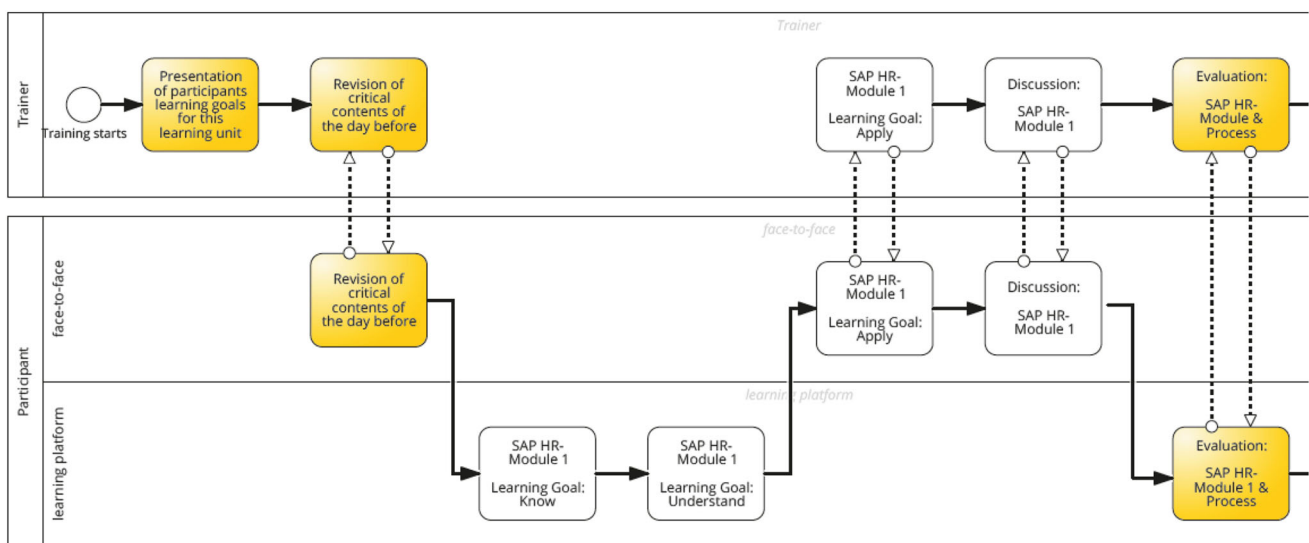 Trainer
Trainer
Training starts
Presentation
of participants
learning goals
for this
learning unit
Revision of
critical
contents of
the day before
SAP HR-
Module 1
Learning Goal:
Apply
Discussion:
SAP HR-
Module 1
Evaluation:
SAP HR-
Module & 
Process
Participant
face-to-face
face-to-face
Revision of
critical
contents of
the day before
SAP HR-
Module 1
Learning Goal:
Apply
Discussion:
SAP HR-
Module 1
learning platform
learning platform
SAP HR-
Module 1
Learning Goal:
Know
SAP HR-
Module 1
Learning Goal:
Understand
Evaluation:
SAP HR-
Module 1 &
Process